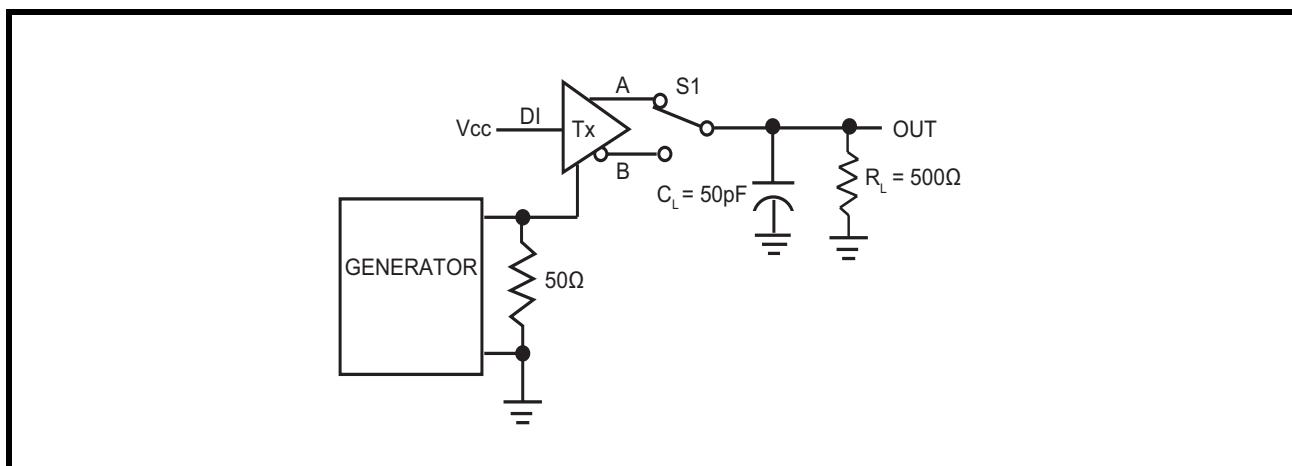 A
S1
Vcc
DI
Tx
OUT
B
C_L = 50pF
R_L = 500Ω
GENERATOR
50Ω